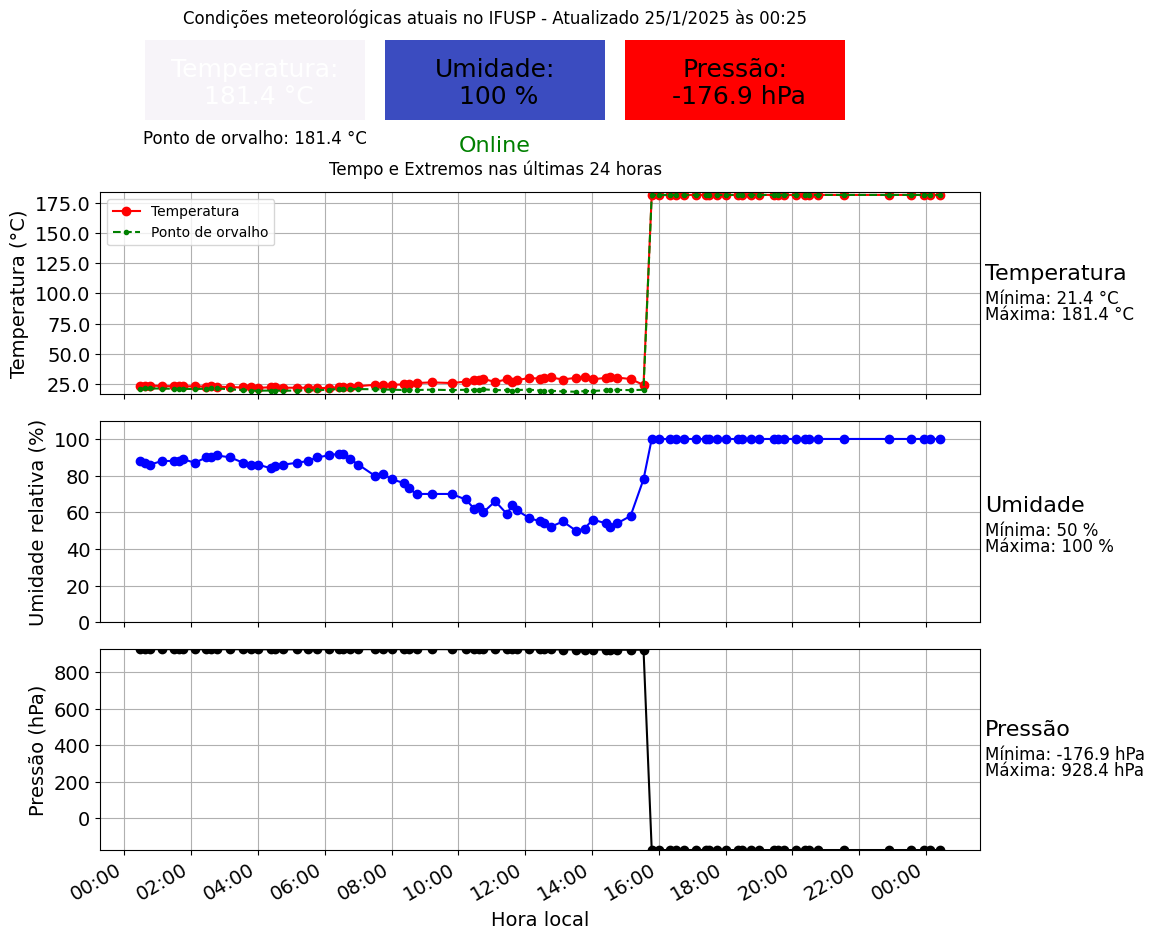 Condições meteorológicas atuais no IFUSP - Atualizado 25/1/2025 às 00:25
Temperatura:
181.4 °C
Umidade:
100 %
Pressão:
-176.9 hPa
Ponto de orvalho: 181.4 °C
Online
Tempo e Extremos nas últimas 24 horas
Temperatura (°C)
175.0
150.0
125.0
100.0
75.0
50.0
25.0
Temperatura
Ponto de orvalho
Temperatura
Mínima: 21.4 °C
Máxima: 181.4 °C
Umidade relativa (%)
100
80
60
40
20
0
Umidade
Mínima: 50 %
Máxima: 100 %
Pressão (hPa)
800
600
400
200
0
Pressão
Mínima: -176.9 hPa
Máxima: 928.4 hPa
00:00 02:00 04:00 06:00 08:00 10:00 12:00 14:00 16:00 18:00 20:00 22:00 00:00
Hora local